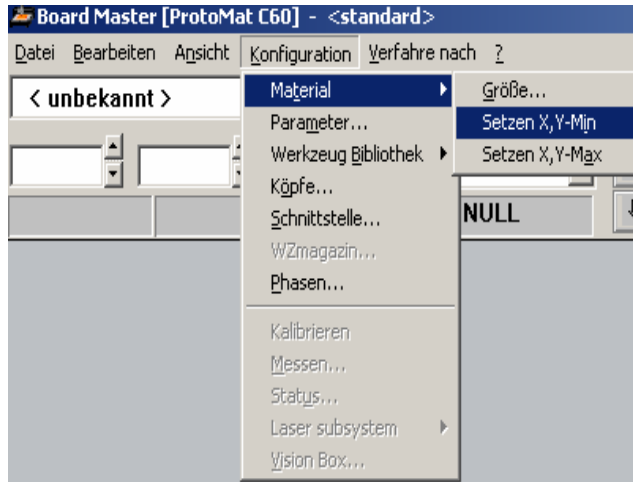 Board Master [ProtoMat C60] - <standard>
Datei Bearbeiten Ansicht Konfiguration Verfahre nach ?
< unbekannt >
Material
Größe...
Parameter...
Setzen X,Y-Min
Werkzeug Bibliothek
Setzen X,Y-Max
Köpfe...
Schnittstelle...
NULL
WZmagazin...
Phasen...
Kalibrieren
Messen...
Status...
Laser subsystem
Vision Box...